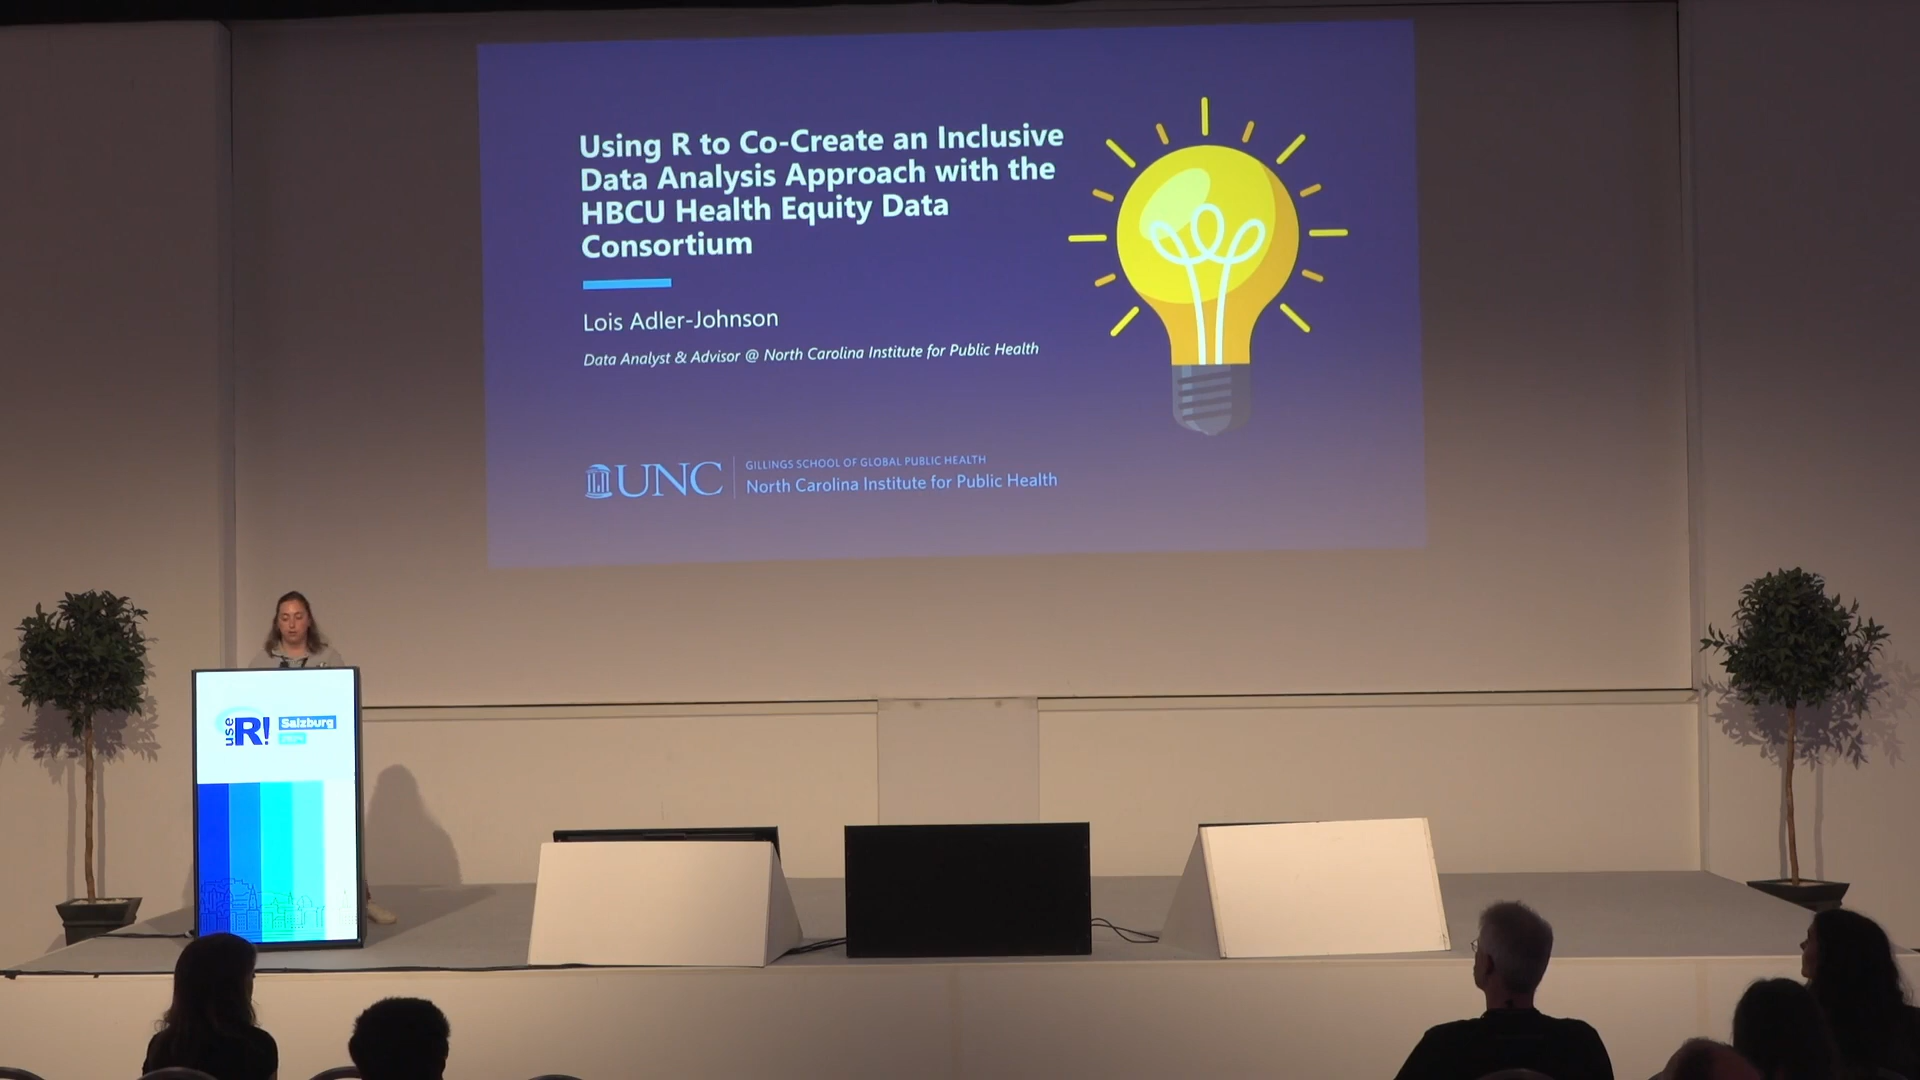 Using R to Co-Create an Inclusive
Data Analysis Approach with the
HBCU Health Equity Data
Consortium
Lois Adler-Johnson
Data Analyst & Advisor @ North Carolina Institute for Public Health
UNC
GILLINGS SCHOOL OF GLOBAL PUBLIC HEALTH
North Carolina Institute for Public Health
use R!
Salzburg